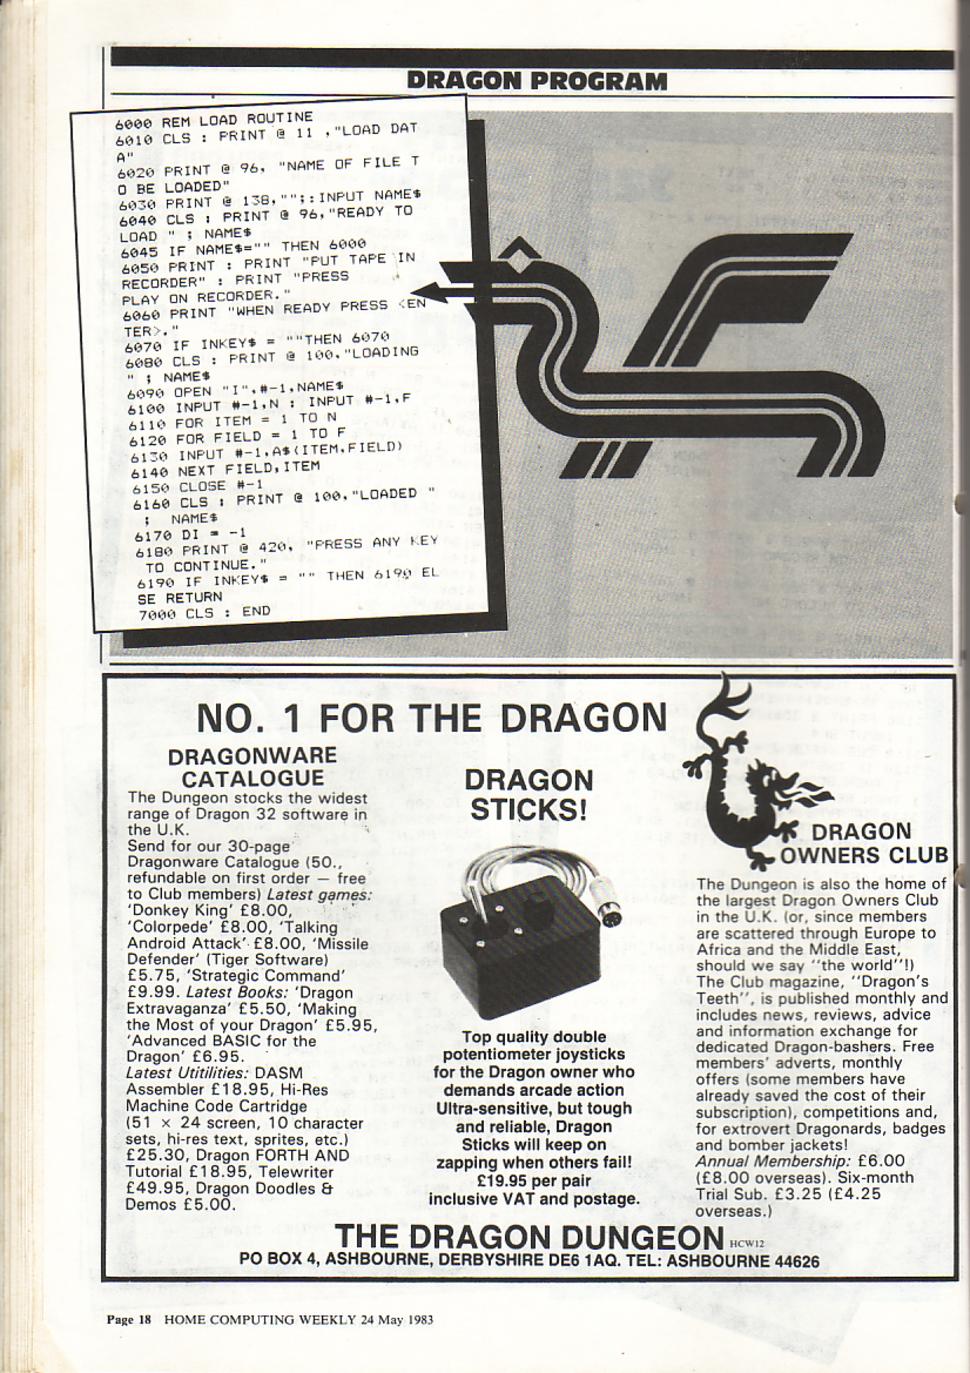 DRAGON PROGRAM
6000 REM LOAD ROUTINE
6010 CLS : PRINT @ 11 ,"LOAD DAT
A"
6020 PRINT @ 96, "NAME OF FILE T
O BE LOADED"
6030 PRINT @ 138,"";:INPUT NAME$
6040 CLS : PRINT @ 96,"READY TO
LOAD " ; NAME$
6045 IF NAME$="" THEN 6000
6050 PRINT : PRINT "PUT TAPE IN
RECORDER" : PRINT "PRESS
PLAY ON RECORDER."
6060 PRINT "WHEN READY PRESS <EN
TER>."
6070 IF INKEY$ = ""THEN 6070
6080 CLS : PRINT @ 100,"LOADING
" ; NAME$
6090 OPEN "I",#-1,NAME$
6100 INPUT #-1,N : INPUT #-1,F
6110 FOR ITEM = 1 TO N
6120 FOR FIELD = 1 TO F
6130 INPUT #-1,A$(ITEM,FIELD)
6140 NEXT FIELD,ITEM
6150 CLOSE #-1
6160 CLS : PRINT @ 100,"LOADED "
; NAME$
6170 DI = -1
6180 PRINT @ 420, "PRESS ANY KEY
TO CONTINUE."
6190 IF INKEY$ = "" THEN 6190 EL
SE RETURN
7000 CLS : END
NO. 1 FOR THE DRAGON
DRAGONWARE
CATALOGUE
The Dungeon stocks the widest
range of Dragon 32 software in
the U.K.
Send for our 30-page
Dragonware Catalogue (50.,
refundable on first order — free
to Club members) Latest games:
'Donkey King' £8.00,
'Colorpede' £8.00, 'Talking
Android Attack' £8.00, 'Missile
Defender' (Tiger Software)
£5.75, 'Strategic Command'
£9.99. Latest Books: 'Dragon
Extravaganza' £5.50, 'Making
the Most of your Dragon' £5.95,
'Advanced BASIC for the
Dragon' £6.95.
Latest Utitilities: DASM
Assembler £18.95, Hi-Res
Machine Code Cartridge
(51 × 24 screen, 10 character
sets, hi-res text, sprites, etc.)
£25.30, Dragon FORTH AND
Tutorial £18.95, Telewriter
£49.95, Dragon Doodles &
Demos £5.00.
DRAGON
STICKS!
Top quality double
potentiometer joysticks
for the Dragon owner who
demands arcade action
Ultra-sensitive, but tough
and reliable, Dragon
Sticks will keep on
zapping when others fail!
£19.95 per pair
inclusive VAT and postage.
DRAGON
OWNERS CLUB
The Dungeon is also the home of
the largest Dragon Owners Club
in the U.K. (or, since members
are scattered through Europe to
Africa and the Middle East,
should we say "the world"!)
The Club magazine, "Dragon's
Teeth", is published monthly and
includes news, reviews, advice
and information exchange for
dedicated Dragon-bashers. Free
members' adverts, monthly
offers (some members have
already saved the cost of their
subscription), competitions and,
for extrovert Dragonards, badges
and bomber jackets!
Annual Membership: £6.00
(£8.00 overseas). Six-month
Trial Sub. £3.25 (£4.25
overseas.)
THE DRAGON DUNGEON HCW12
PO BOX 4, ASHBOURNE, DERBYSHIRE DE6 1AQ. TEL: ASHBOURNE 44626
Page 18 HOME COMPUTING WEEKLY 24 May 1983